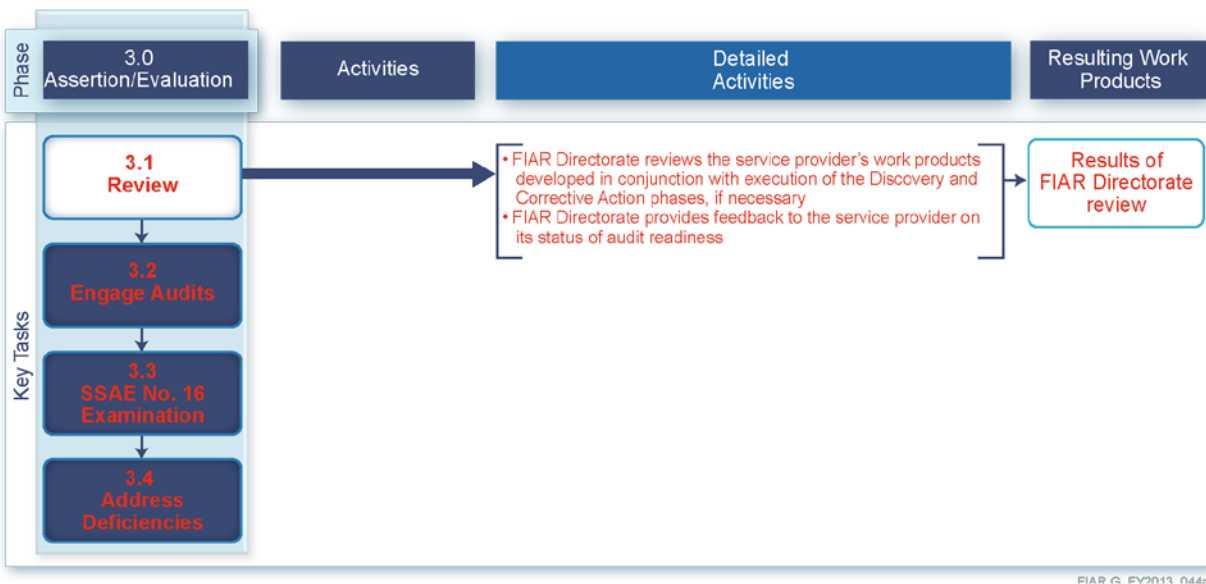 Phase
3.0
Assertion/Evaluation
Activities
Detailed
Activities
Resulting Work
Products
Key Tasks
3.1
Review
• FIAR Directorate reviews the service provider's work products
developed in conjunction with execution of the Discovery and
Corrective Action phases, if necessary
• FIAR Directorate provides feedback to the service provider on
its status of audit readiness
Results of
FIAR Directorate
review
3.2
Engage Audits
3.3
SSAE No. 16
Examination
3.4
Address
Deficiencies
FIAR.G_FY2013_044a